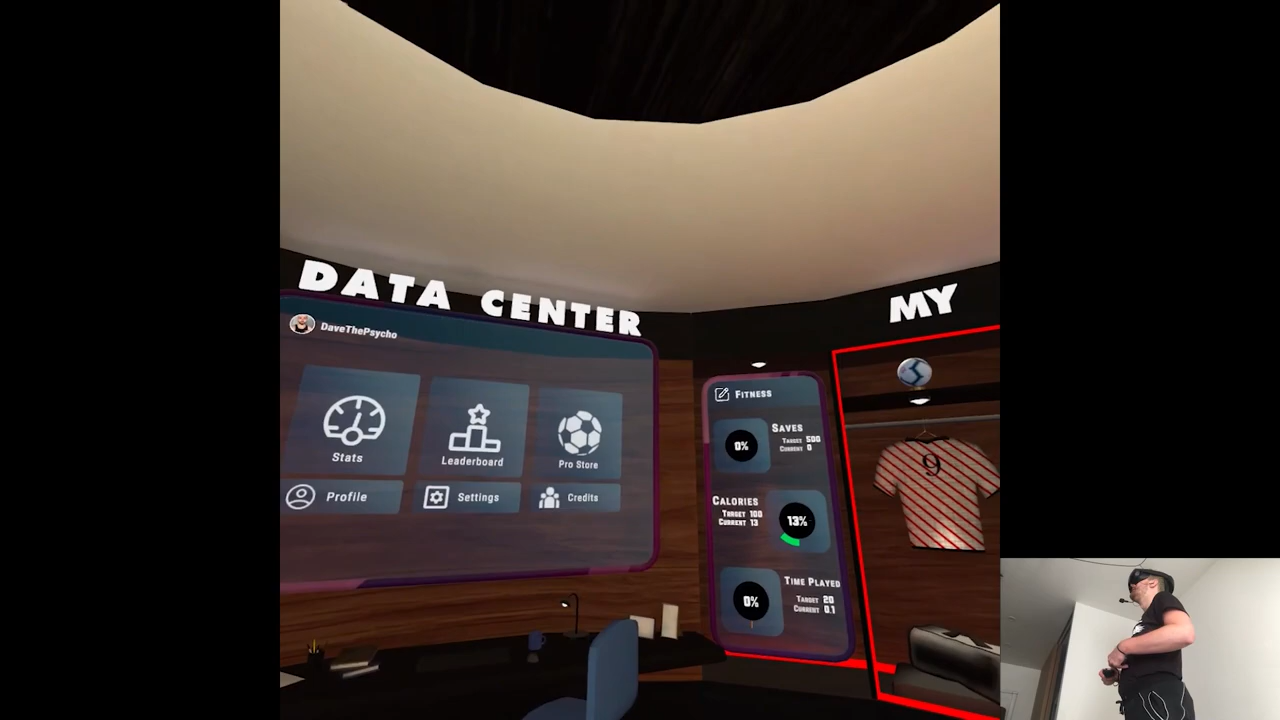 DATA CENTER
DaveThePsycho
Stats
Leaderboard
Pro Store
Profile
Settings
Credits
FITNESS
0%
SAVES
TARGET 500
CURRENT 0
CALORIES
TARGET 100
CURRENT 13
13%
0%
TIME PLAYED
TARGET 20
CURRENT 0.1
MY
9